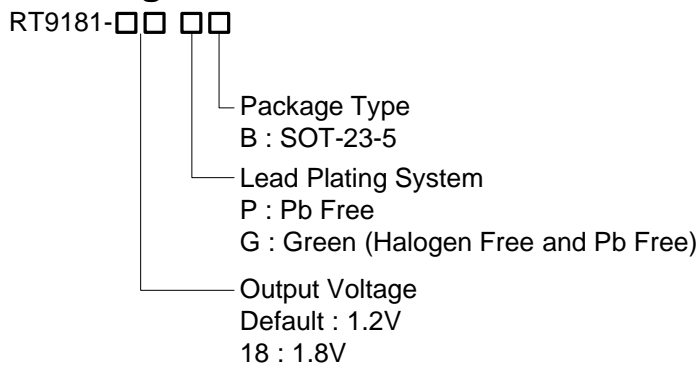 RT9181-□□ □□
Package Type
B : SOT-23-5
Lead Plating System
P : Pb Free
G : Green (Halogen Free and Pb Free)
Output Voltage
Default : 1.2V
18 : 1.8V